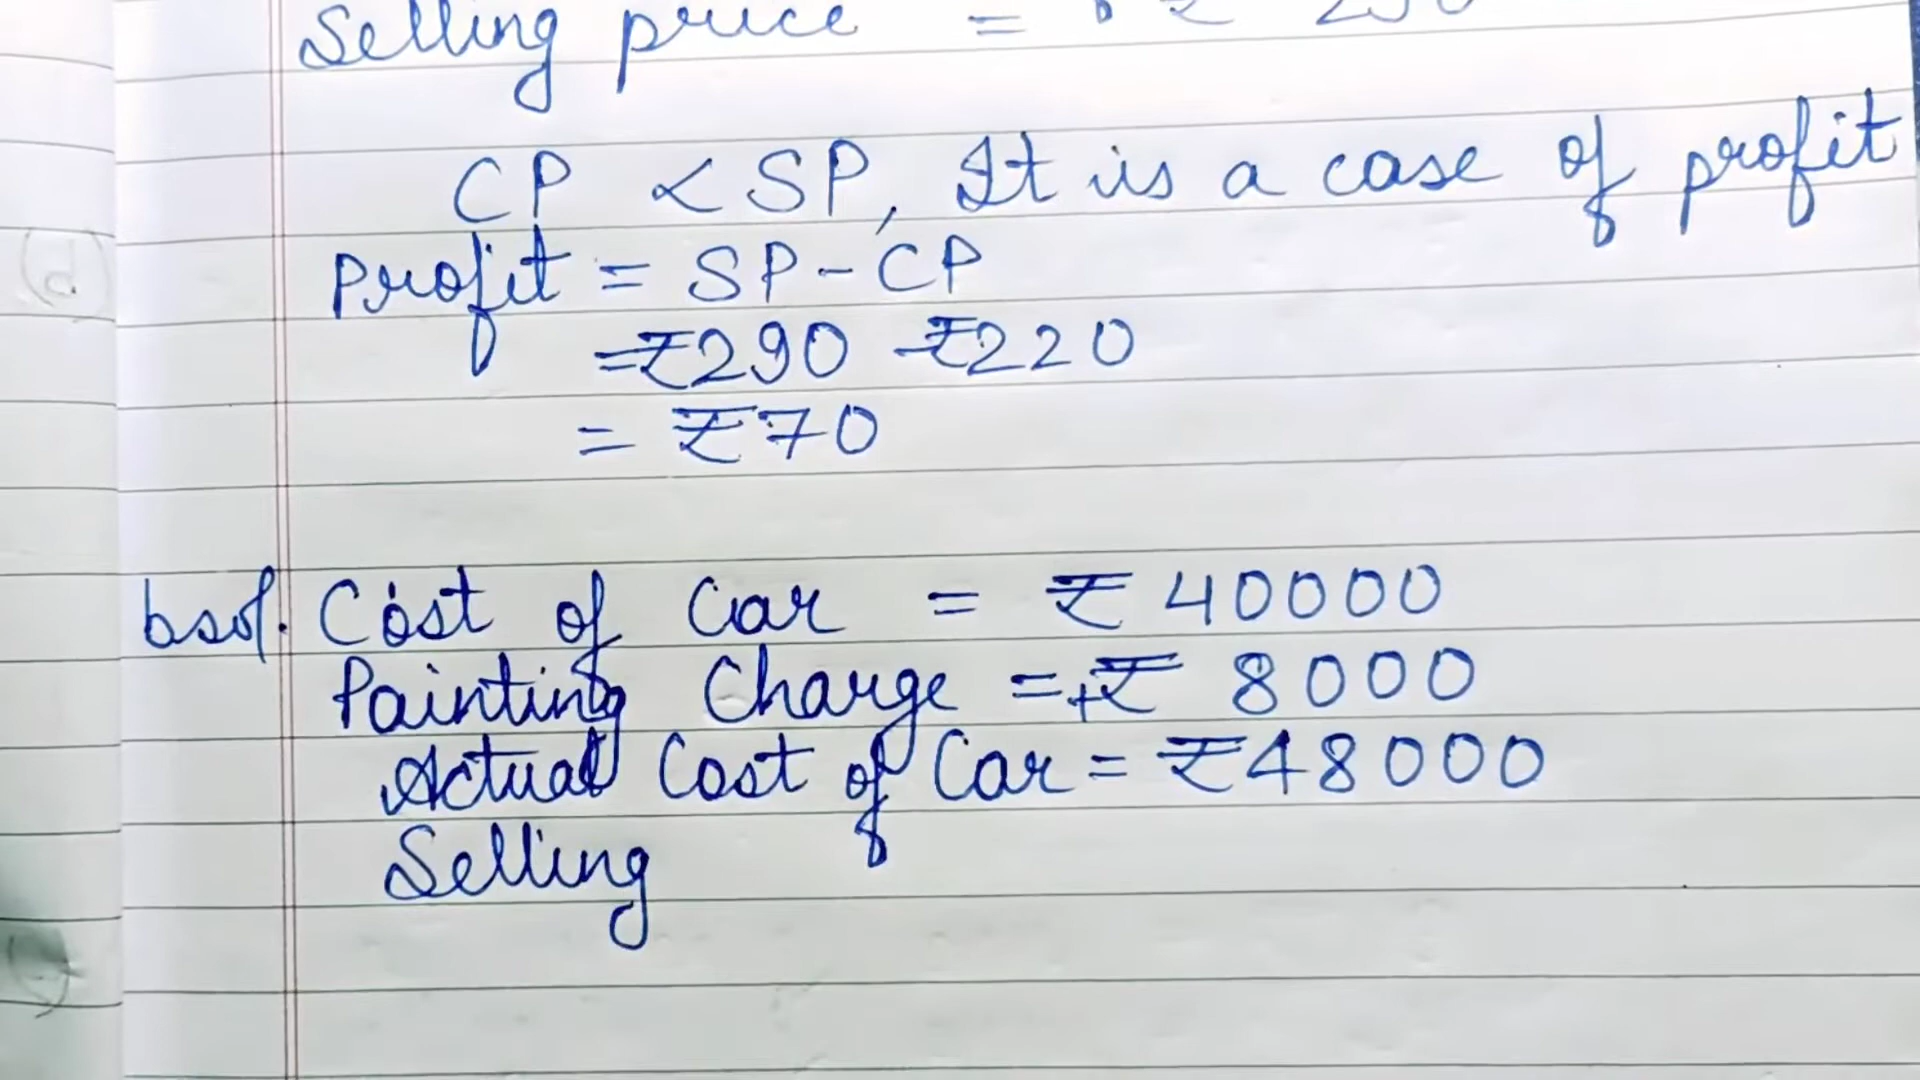 Selling price = ₹ 290
CP < SP, It is a case of profit
Profit = SP - CP
= ₹290 - ₹220
= ₹70
b sol. Cost of Car = ₹ 40000
Painting Charge = + ₹ 8000
Actual Cost of Car = ₹48000
Selling